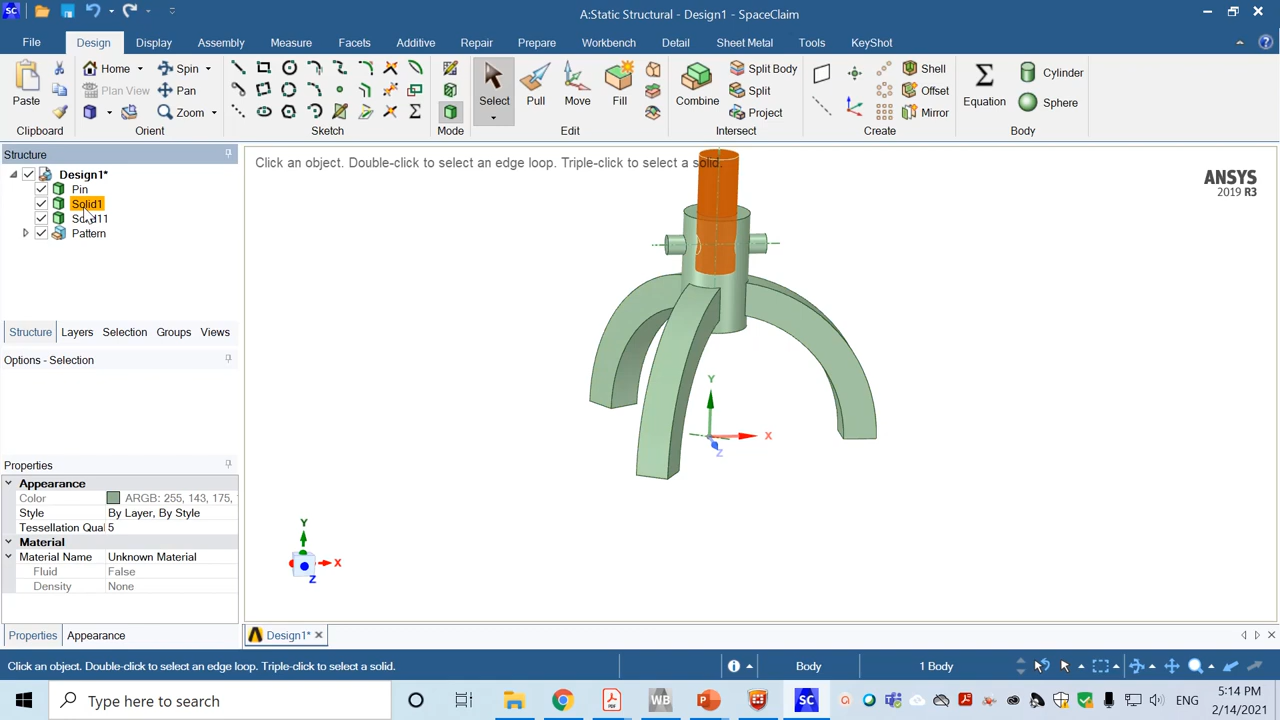 A:Static Structural - Design1 - SpaceClaim
File Design Display Assembly Measure Facets Additive Repair Prepare Workbench Detail Sheet Metal Tools KeyShot
Home Spin Split Body Shell Cylinder
Plan View Pan Split Offset
Paste Zoom Select Pull Move Fill Combine Project Mirror Equation Sphere
Clipboard Orient Sketch Mode Edit Intersect Create Body
Structure
Click an object. Double-click to select an edge loop. Triple-click to select a solid.
Design1*
Pin
Solid1
Solid11
Pattern
ANSYS
2019 R3
Structure Layers Selection Groups Views
Options - Selection
Y
X
Z
Properties
Appearance
Color ARGB: 255, 143, 175, 1
Style By Layer, By Style
Tessellation Qual 5
Material
Material Name Unknown Material
Fluid False
Density None
Y
X
Z
Properties Appearance
Design1*
Click an object. Double-click to select an edge loop. Triple-click to select a solid.
Body 1 Body
Type here to search
WB
SC
ENG
5:14 PM
2/14/2021